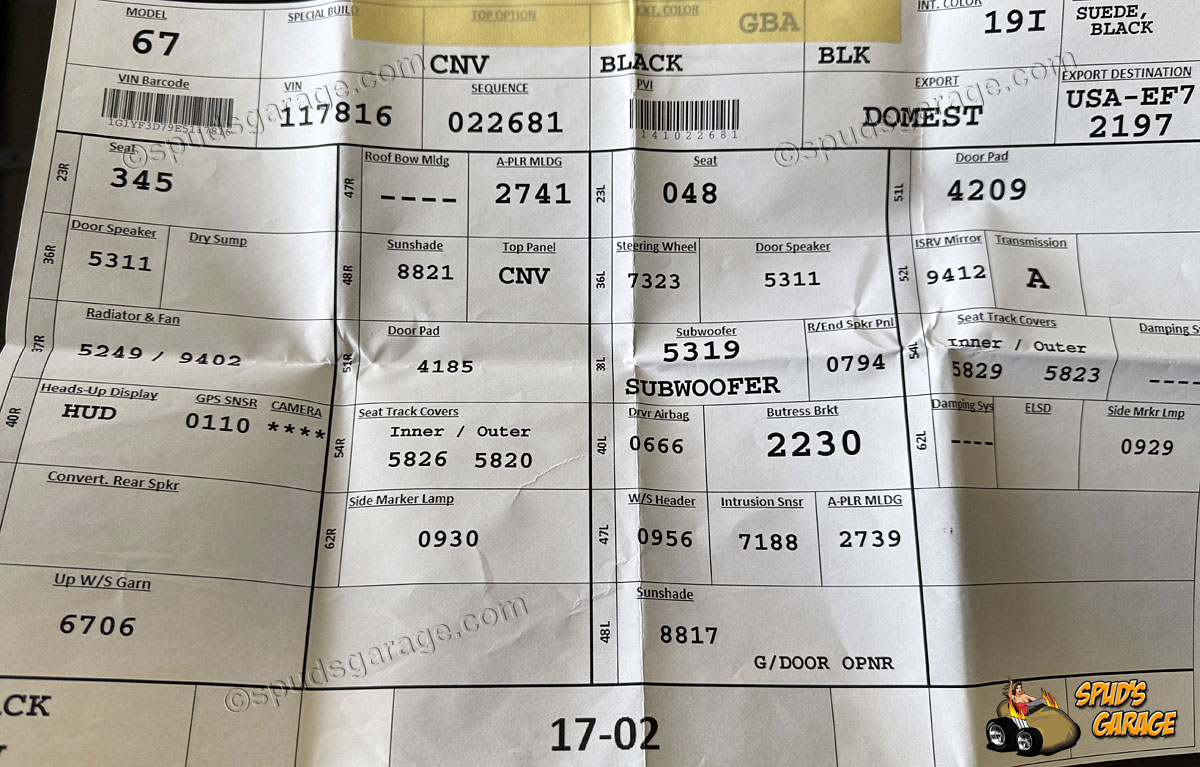 MODEL
67
SPECIAL BUILD
TOP OPTION
CNV
EXT. COLOR
GBA
BLACK
BLK
INT. COLOR
19I
SUEDE,
BLACK
VIN Barcode
VIN
117816
SEQUENCE
022681
PVI
141022681
EXPORT
DOMEST
EXPORT DESTINATION
USA-EF7
2197
23R
Seat
345
47R
Roof Bow Mldg
----
A-PLR MLDG
2741
23L
Seat
048
51L
Door Pad
4209
36R
Door Speaker
5311
Dry Sump
48R
Sunshade
8821
Top Panel
CNV
36L
Steering Wheel
7323
Door Speaker
5311
52L
ISRV Mirror
9412
Transmission
A
37R
Radiator & Fan
5249 / 9402
51R
Door Pad
4185
Subwoofer
5319
SUBWOOFER
R/End Spkr Pnl
0794
54L
Seat Track Covers
Inner / Outer
5829 5823
Damping Sy
----
40R
Heads-Up Display
HUD
GPS SNSR
0110
CAMERA
****
54R
Seat Track Covers
Inner / Outer
5826 5820
40L
Drvr Airbag
0666
Butress Brkt
2230
62L
Damping Sys
----
ELSD
Side Mrkr Lmp
0929
Convert. Rear Spkr
62R
Side Marker Lamp
0930
47L
W/S Header
0956
Intrusion Snsr
7188
A-PLR MLDG
2739
Up W/S Garn
6706
48L
Sunshade
8817
G/DOOR OPNR
CK
17-02
©spudsgarage.com
©spudsgarage.com
©spudsgarage.com
SPUD'S
GARAGE